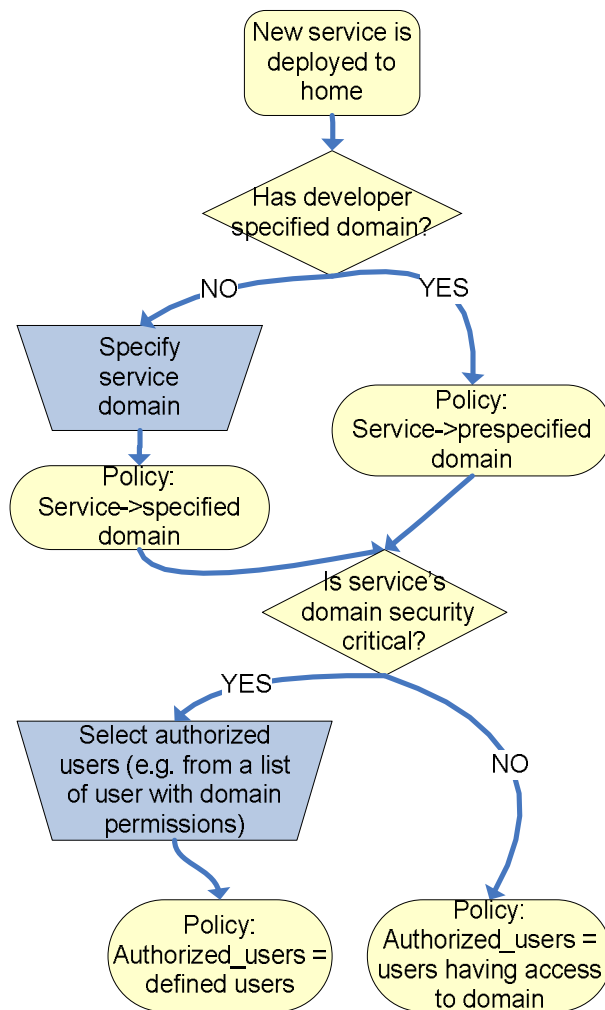 New service is
deployed to
home
Has developer
specified domain?
NO
YES
Specify
service
domain
Policy:
Service->prespecified
domain
Policy:
Service->specified
domain
Is service's
domain security
critical?
YES
NO
Select authorized
users (e.g. from a list
of user with domain
permissions)
Policy:
Authorized_users =
defined users
Policy:
Authorized_users =
users having access
to domain